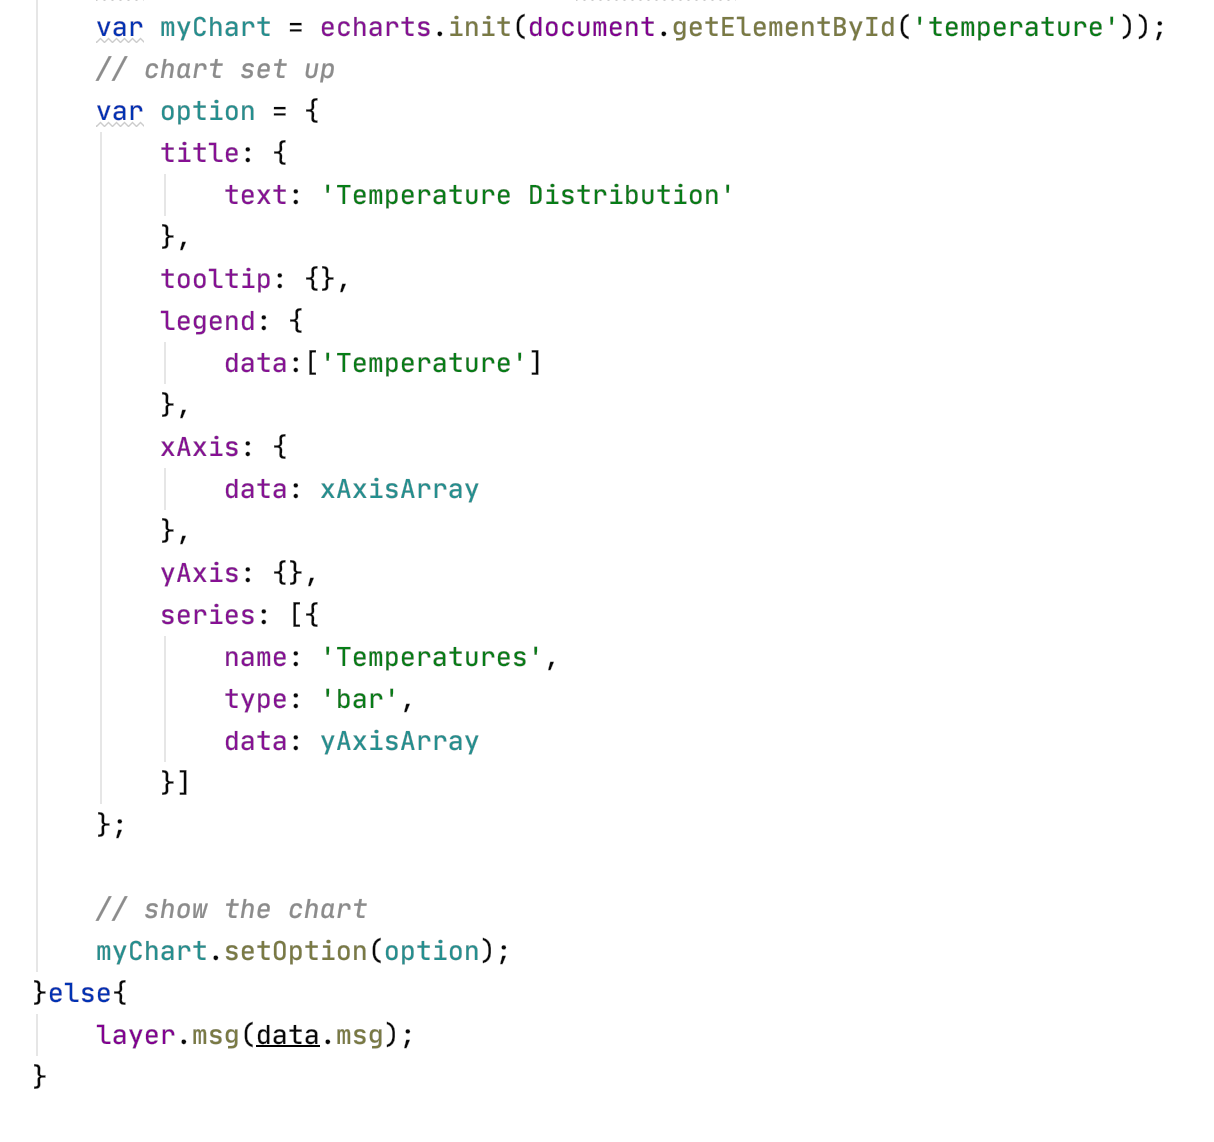 var myChart = echarts.init(document.getElementById('temperature'));
// chart set up
var option = {
title: {
text: 'Temperature Distribution'
},
tooltip: {},
legend: {
data:['Temperature']
},
xAxis: {
data: xAxisArray
},
yAxis: {},
series: [{
name: 'Temperatures',
type: 'bar',
data: yAxisArray
}]
};
// show the chart
myChart.setOption(option);
}else{
layer.msg(data.msg);
}